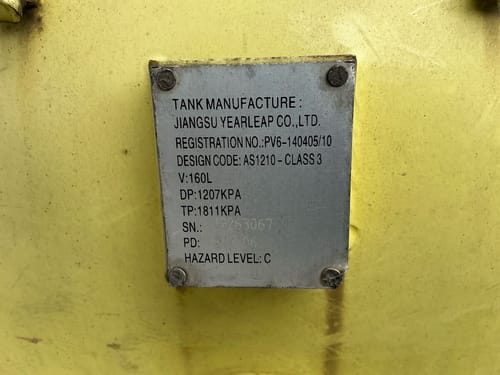 TANK MANUFACTURE :
JIANGSU YEARLEAP CO.,LTD.
REGISTRATION NO.:PV6-140405/10
DESIGN CODE: AS1210 - CLASS 3
V:160L
DP:1207KPA
TP:1811KPA
SN.:
PD:
HAZARD LEVEL: C